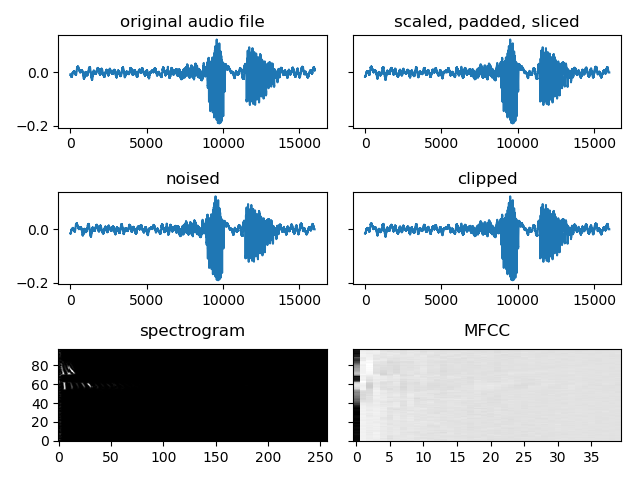 original audio file
scaled, padded, sliced
0.0
−0.2
0 5000 10000 15000
0 5000 10000 15000
noised
clipped
0.0
−0.2
0 5000 10000 15000
0 5000 10000 15000
spectrogram
MFCC
80
60
40
20
0
0 50 100 150 200 250
0 5 10 15 20 25 30 35